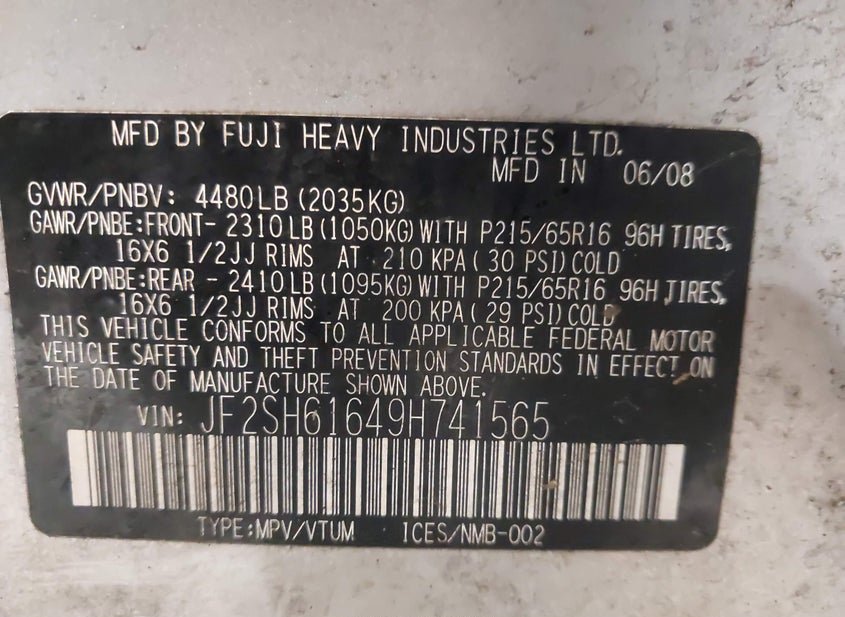 MFD BY FUJI HEAVY INDUSTRIES LTD.
MFD IN 06/08
GVWR/PNBV: 4480LB(2035KG)
GAWR/PNBE:FRONT- 2310LB(1050KG)WITH P215/65R16 96H TIRES,
16X6 1/2JJ RIMS AT 210 KPA(30 PSI)COLD
GAWR/PNBE:REAR - 2410LB(1095KG)WITH P215/65R16 96H TIRES,
16X6 1/2JJ RIMS AT 200 KPA(29 PSI)COLD
THIS VEHICLE CONFORMS TO ALL APPLICABLE FEDERAL MOTOR
VEHICLE SAFETY AND THEFT PREVENTION STANDARDS IN EFFECT ON
THE DATE OF MANUFACTURE SHOWN ABOVE.
VIN: JF2SH61649H741565
TYPE:MPV/VTUM ICES/NMB-002